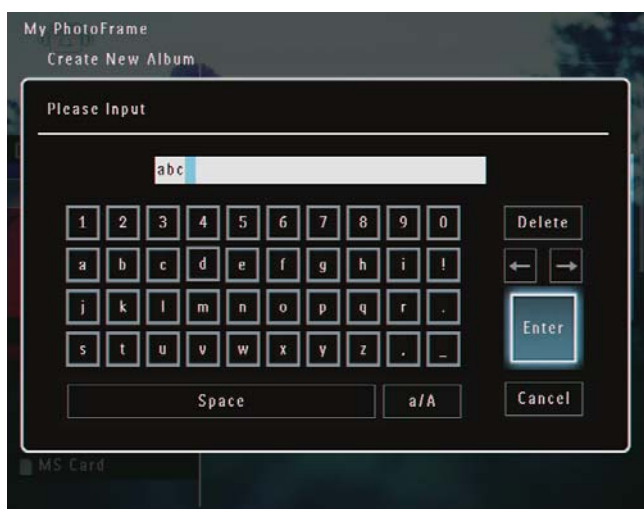 My PhotoFrame
Create New Album
Please Input
abc
1 2 3 4 5 6 7 8 9 0 Delete
a b c d e f g h i ! ← →
j k l m n o p q r . Enter
s t u v w x y z . _
Space a/A Cancel
MS Card